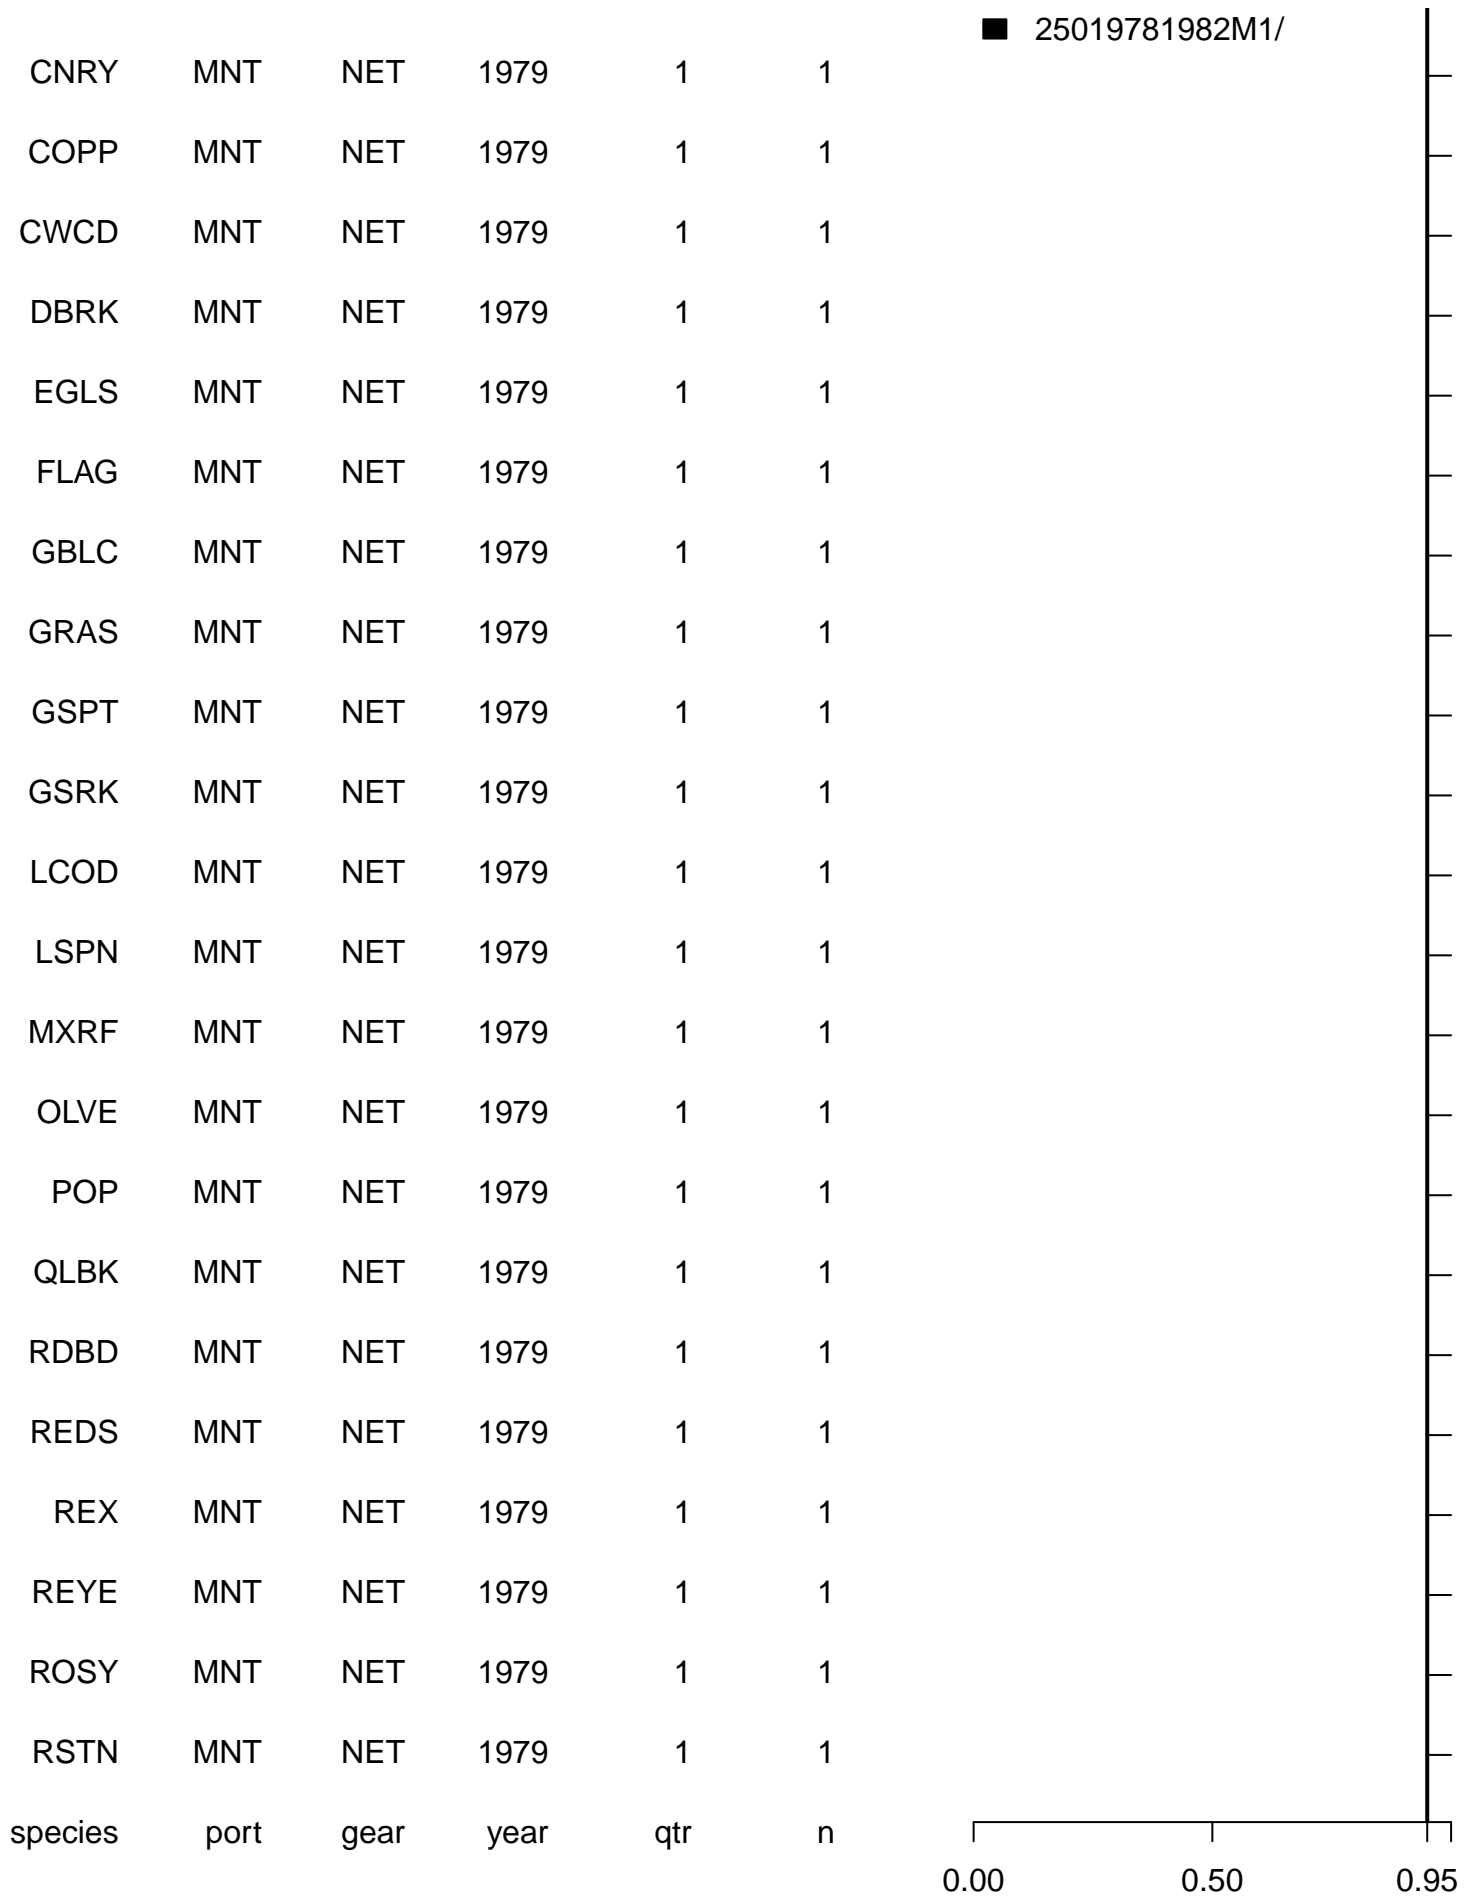 25019781982M1/
CNRY MNT NET 1979 1 1
COPP MNT NET 1979 1 1
CWCD MNT NET 1979 1 1
DBRK MNT NET 1979 1 1
EGLS MNT NET 1979 1 1
FLAG MNT NET 1979 1 1
GBLC MNT NET 1979 1 1
GRAS MNT NET 1979 1 1
GSPT MNT NET 1979 1 1
GSRK MNT NET 1979 1 1
LCOD MNT NET 1979 1 1
LSPN MNT NET 1979 1 1
MXRF MNT NET 1979 1 1
OLVE MNT NET 1979 1 1
POP MNT NET 1979 1 1
QLBK MNT NET 1979 1 1
RDBD MNT NET 1979 1 1
REDS MNT NET 1979 1 1
REX MNT NET 1979 1 1
REYE MNT NET 1979 1 1
ROSY MNT NET 1979 1 1
RSTN MNT NET 1979 1 1
species port gear year qtr n
0.00 0.50 0.95